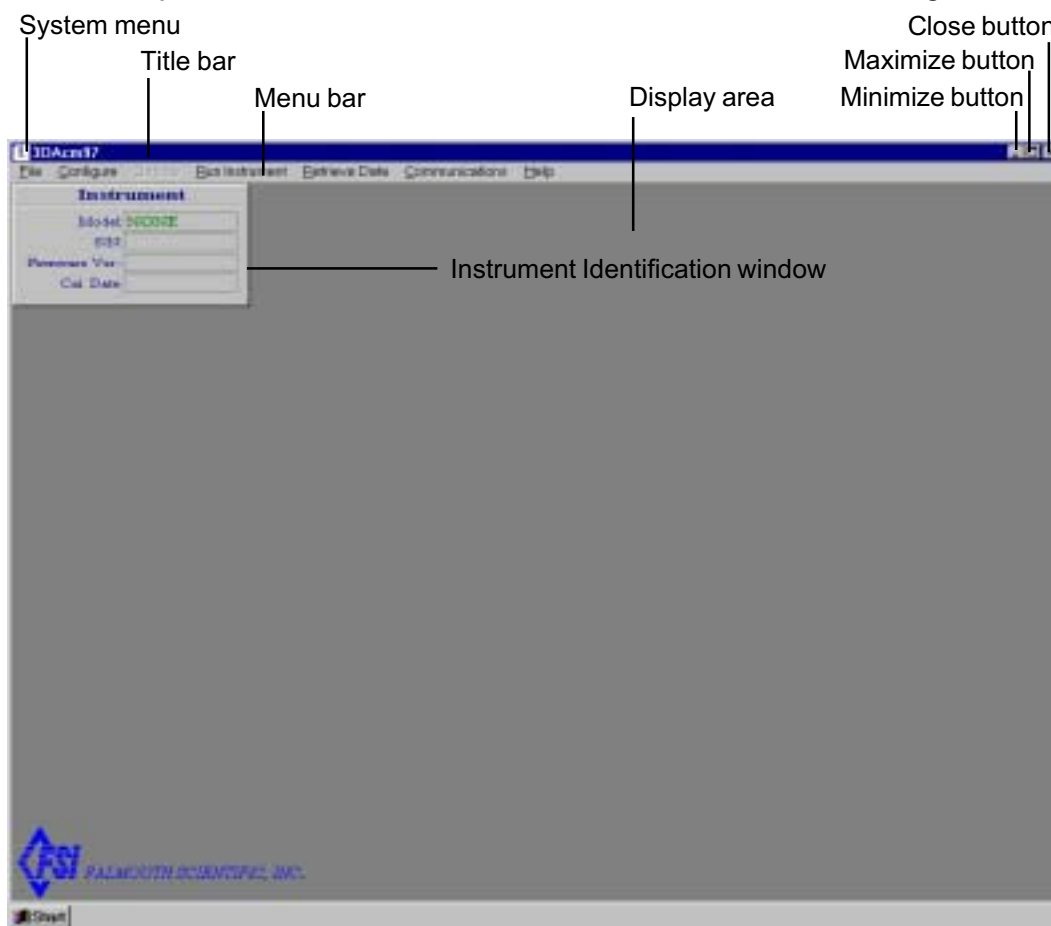 System menu
Close button
Title bar
Maximize button
Menu bar
Display area
Minimize button
3DAcm97
File Configure Run Instrument Retrieve Data Communications Help
Instrument
Model NONE
S/N
Firmware Ver
Cal. Date
Instrument Identification window
FSI FALMOUTH SCIENTIFIC, INC.
Start